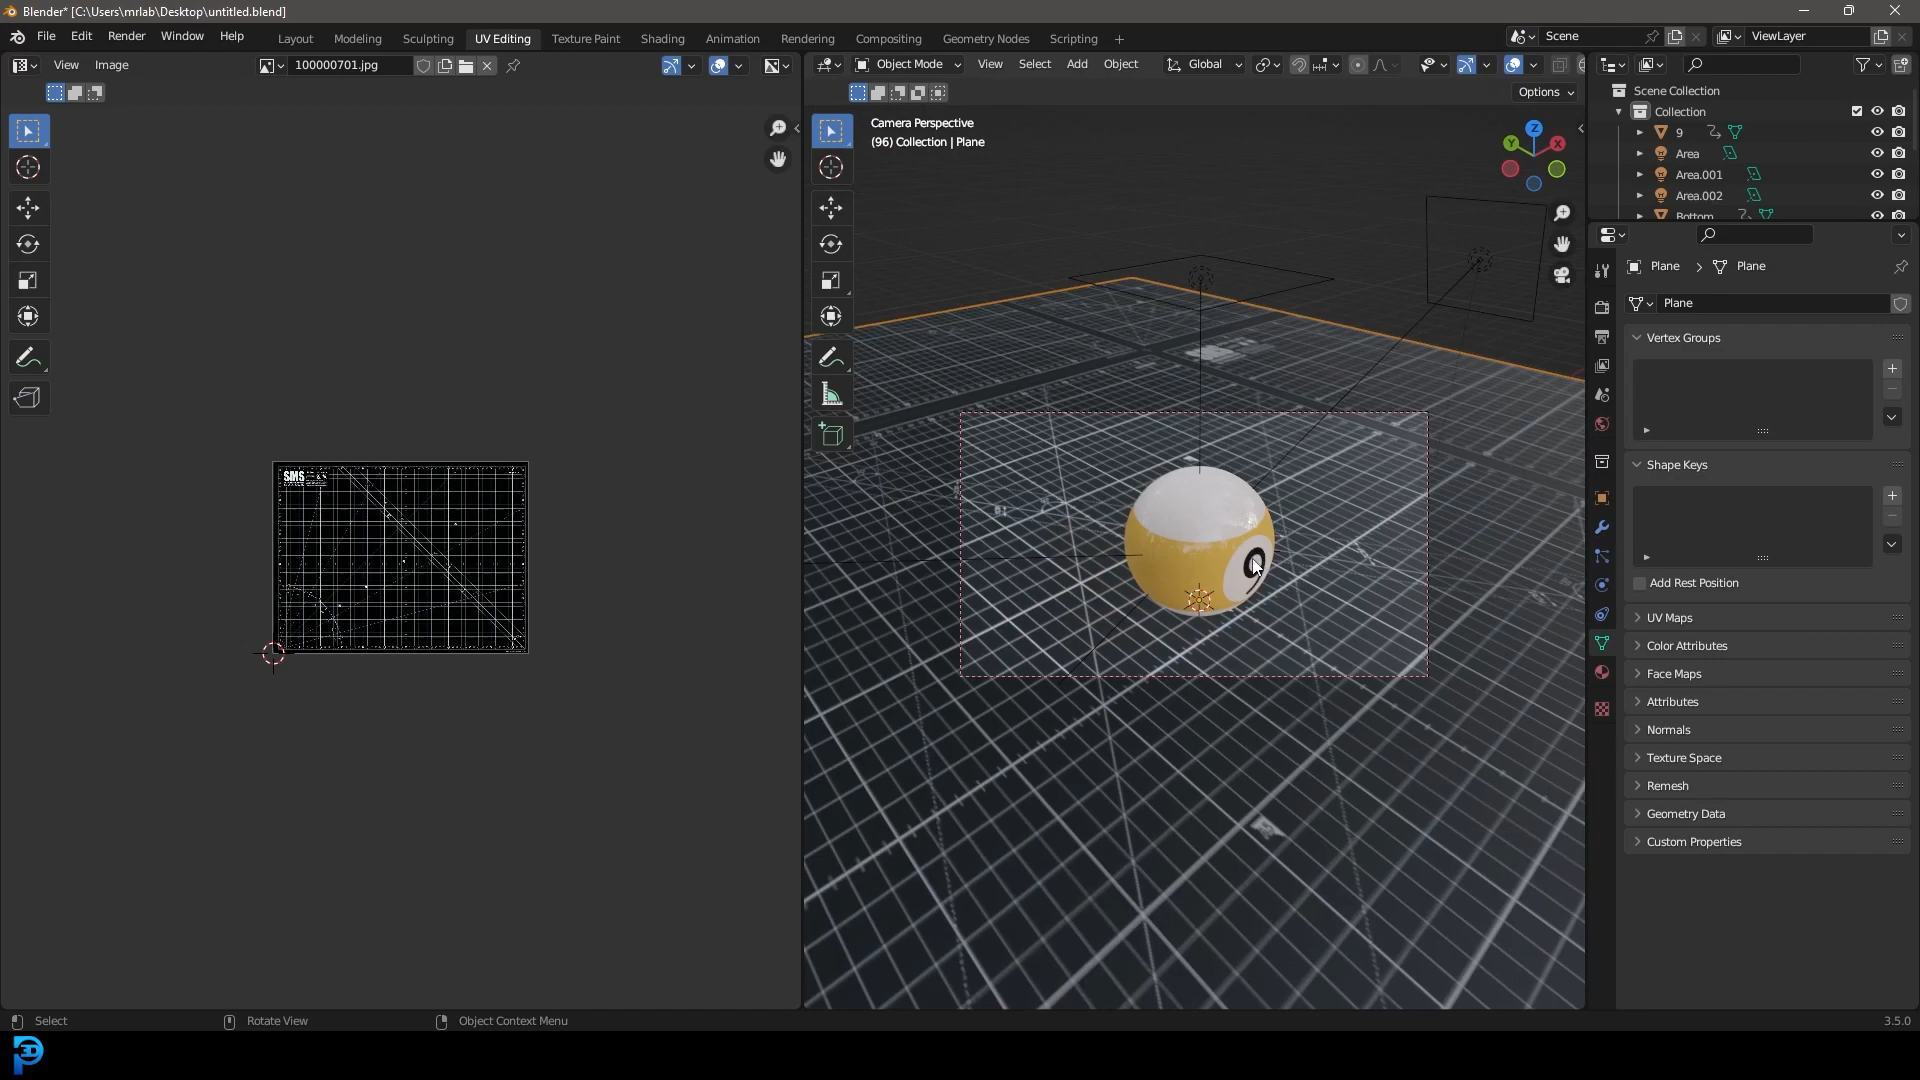 Blender* [C:\Users\mrlab\Desktop\untitled.blend]
File Edit Render Window Help
Layout Modeling Sculpting UV Editing Texture Paint Shading Animation Rendering Compositing Geometry Nodes Scripting +
Scene
ViewLayer
View Image
100000701.jpg
Object Mode View Select Add Object Global
Options
Camera Perspective
(96) Collection | Plane
Z
Y
X
SMS
9
Scene Collection
Collection
9
Area
Area.001
Area.002
Bottom
Plane > Plane
Plane
Vertex Groups
Shape Keys
Add Rest Position
UV Maps
Color Attributes
Face Maps
Attributes
Normals
Texture Space
Remesh
Geometry Data
Custom Properties
Select
Rotate View
Object Context Menu
3.5.0
3D